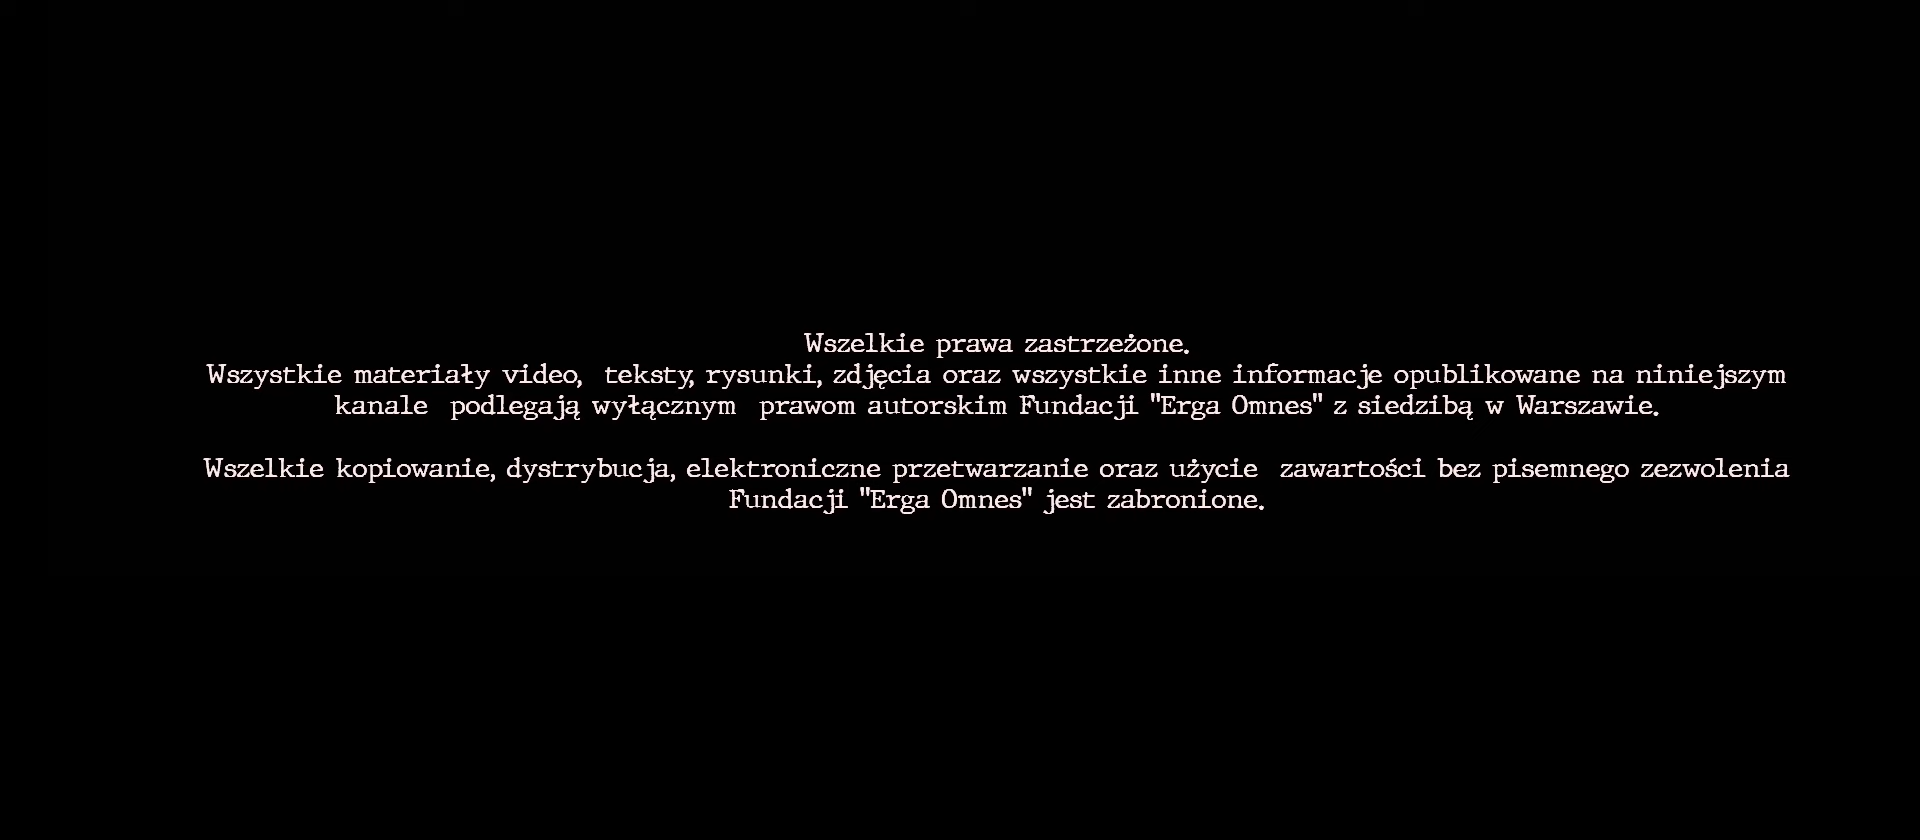 Wszelkie prawa zastrzeżone.
Wszystkie materiały video,  teksty, rysunki, zdjęcia oraz wszystkie inne informacje opublikowane na niniejszym
kanale  podlegają wyłącznym  prawom autorskim Fundacji "Erga Omnes" z siedzibą w Warszawie.
Wszelkie kopiowanie, dystrybucja, elektroniczne przetwarzanie oraz użycie  zawartości bez pisemnego zezwolenia
Fundacji "Erga Omnes" jest zabronione.